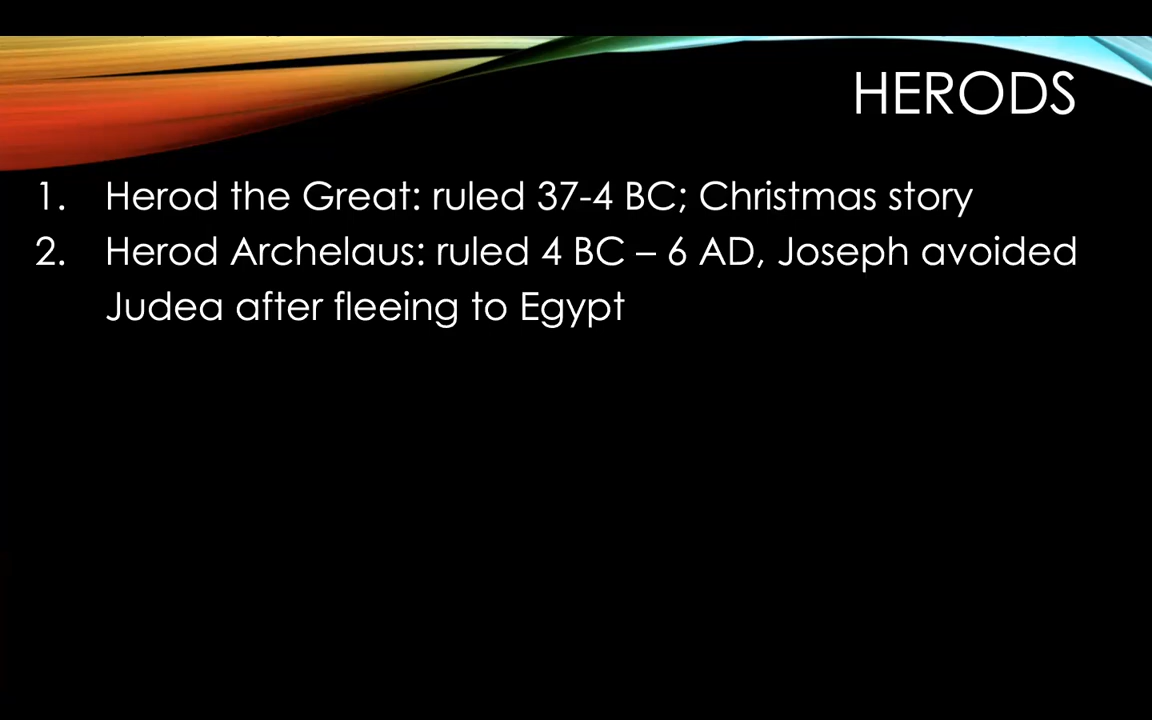 HERODS
1. Herod the Great: ruled 37-4 BC; Christmas story
2. Herod Archelaus: ruled 4 BC – 6 AD, Joseph avoided
Judea after fleeing to Egypt